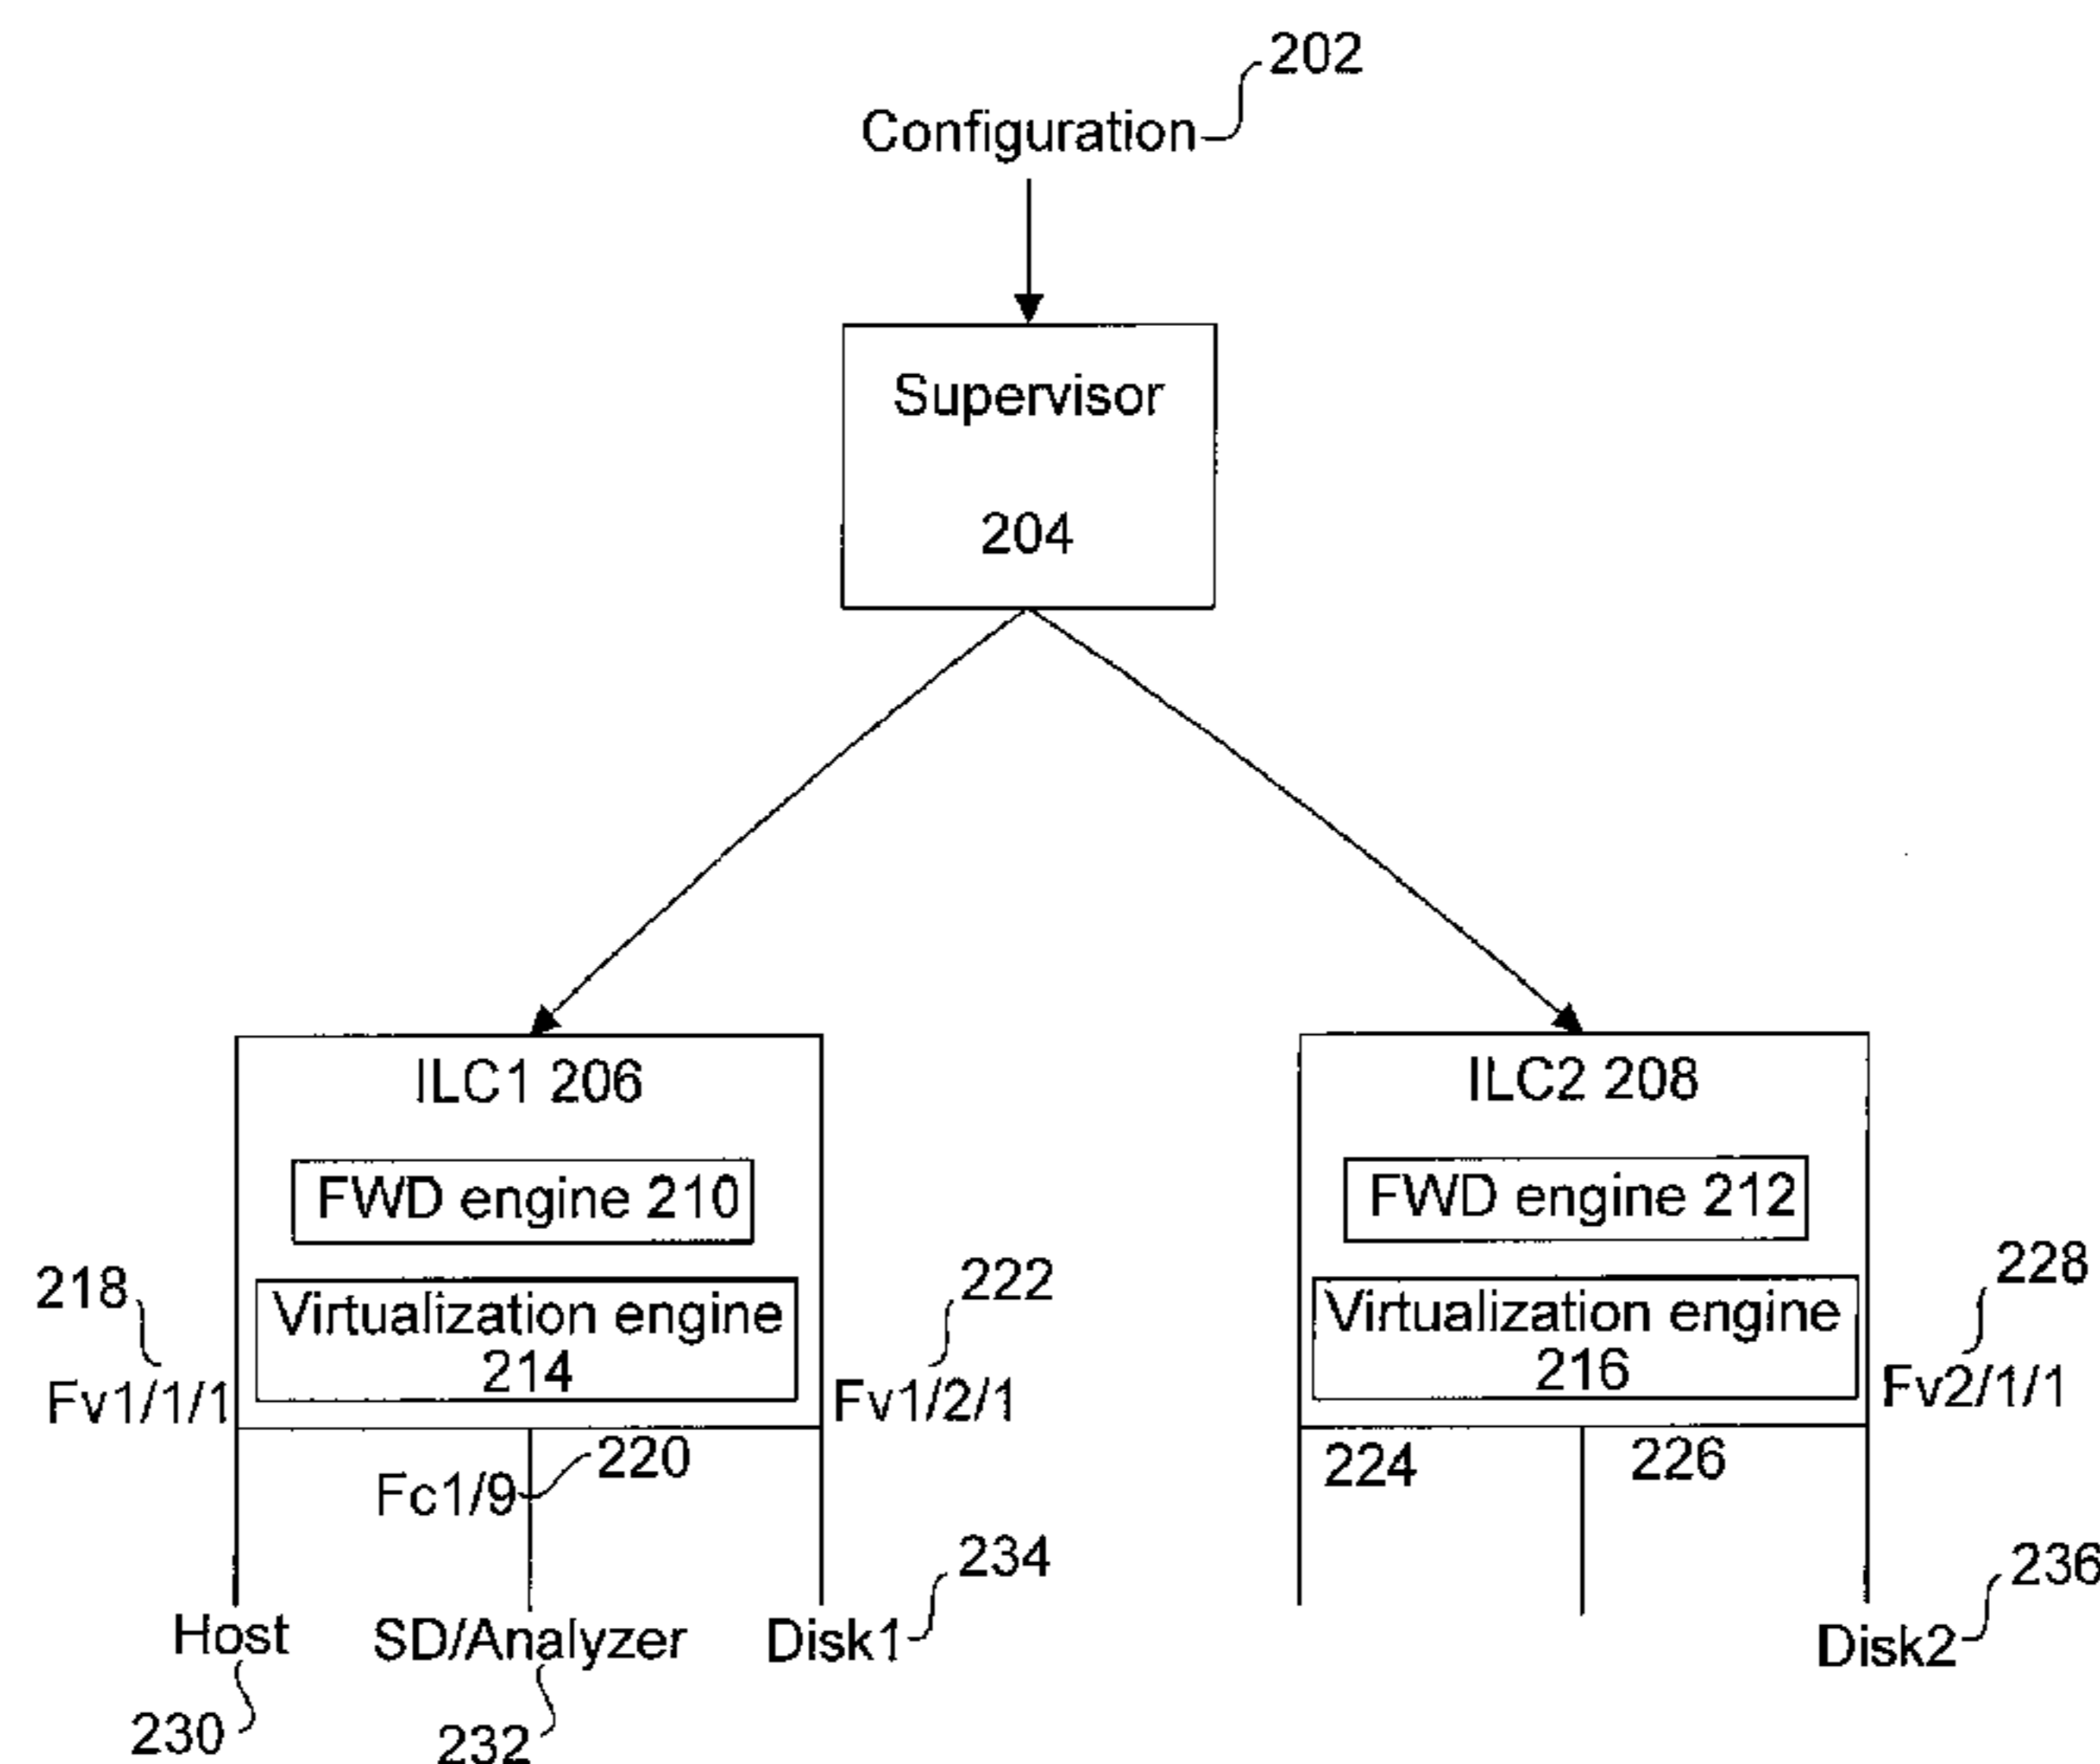 202
Configuration
Supervisor
204
ILC1 206
FWD engine 210
Virtualization engine
214
218
Fv1/1/1
222
Fv1/2/1
Fc1/9
220
Host
230
SD/Analyzer
232
Disk1
234
ILC2 208
FWD engine 212
Virtualization engine
216
228
Fv2/1/1
224
226
Disk2
236